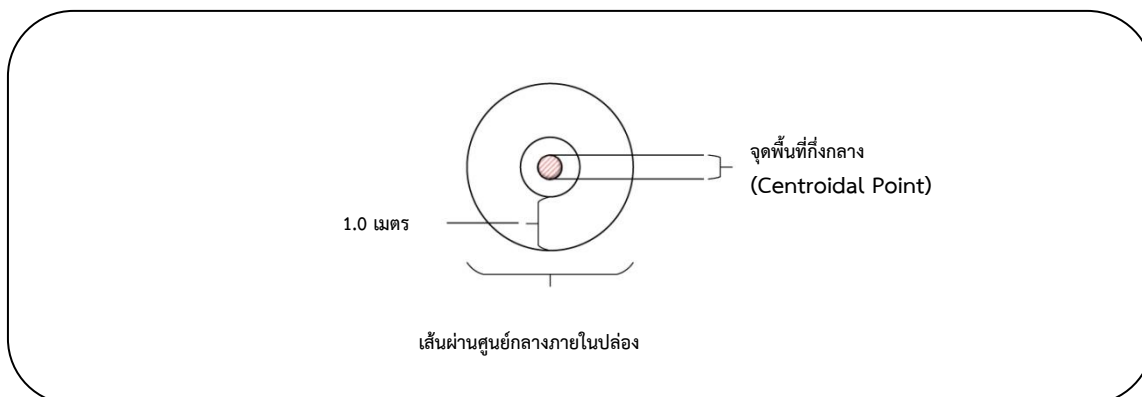 จุดพื้นที่กึ่งกลาง
(Centroidal Point)
1.0 เมตร
เส้นผ่านศูนย์กลางภายในปล่อง